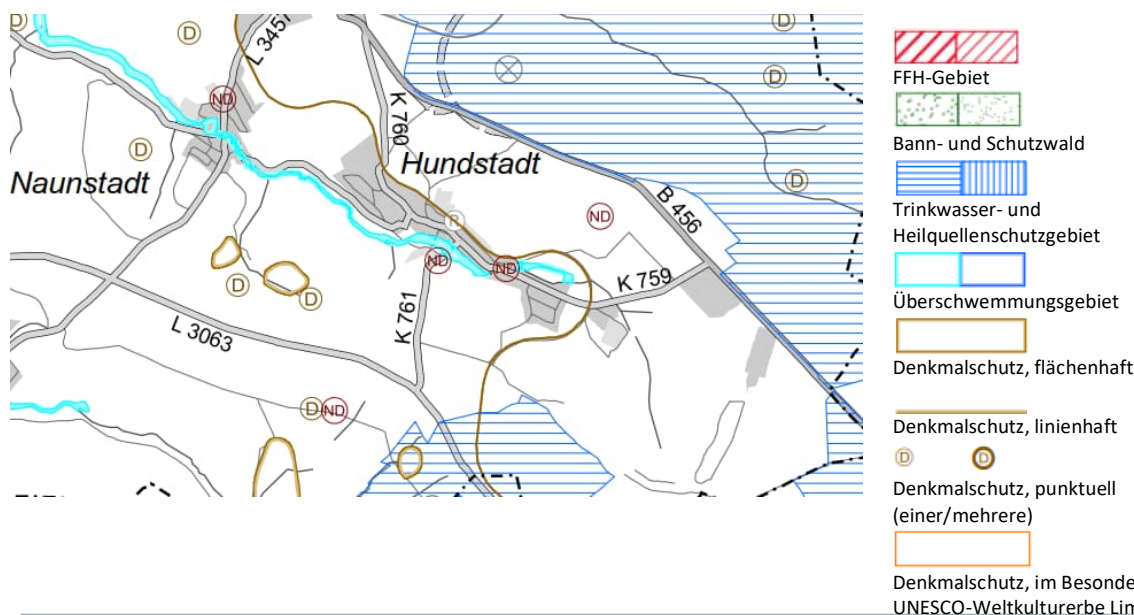 D
D
D
L 3457
ND
K 760
D
D
Naunstadt
Hundstadt
D
ND
B 456
R
ND
ND
K 759
D
D
K 761
L 3063
D
ND
FFH-Gebiet
Bann- und Schutzwald
Trinkwasser- und
Heilquellenschutzgebiet
Überschwemmungsgebiet
Denkmalschutz, flächenhaft
Denkmalschutz, linienhaft
D D
Denkmalschutz, punktuell
(einer/mehrere)
Denkmalschutz, im Besonde
UNESCO-Weltkulturerbe Lim